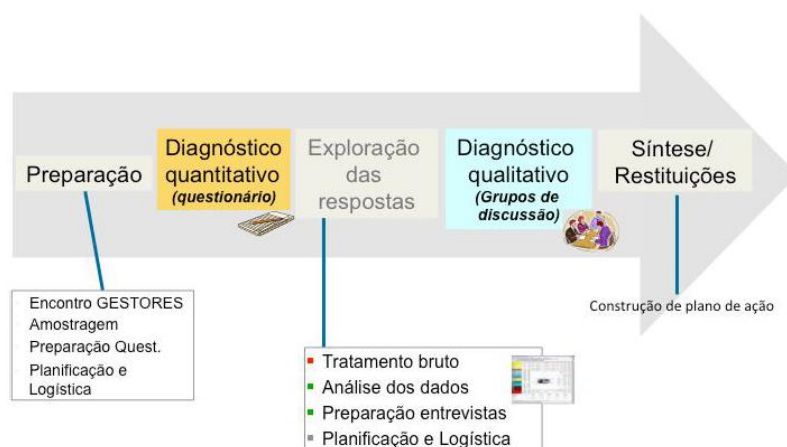 Preparação
Diagnóstico
quantitativo
(questionário)
Exploração
das
respostas
Diagnóstico
qualitativo
(Grupos de
discussão)
Síntese/
Restituições
Encontro GESTORES
Amostragem
Preparação Quest.
Planificação e
Logística
Tratamento bruto
Análise dos dados
Preparação entrevistas
Planificação e Logística
Construção de plano de ação